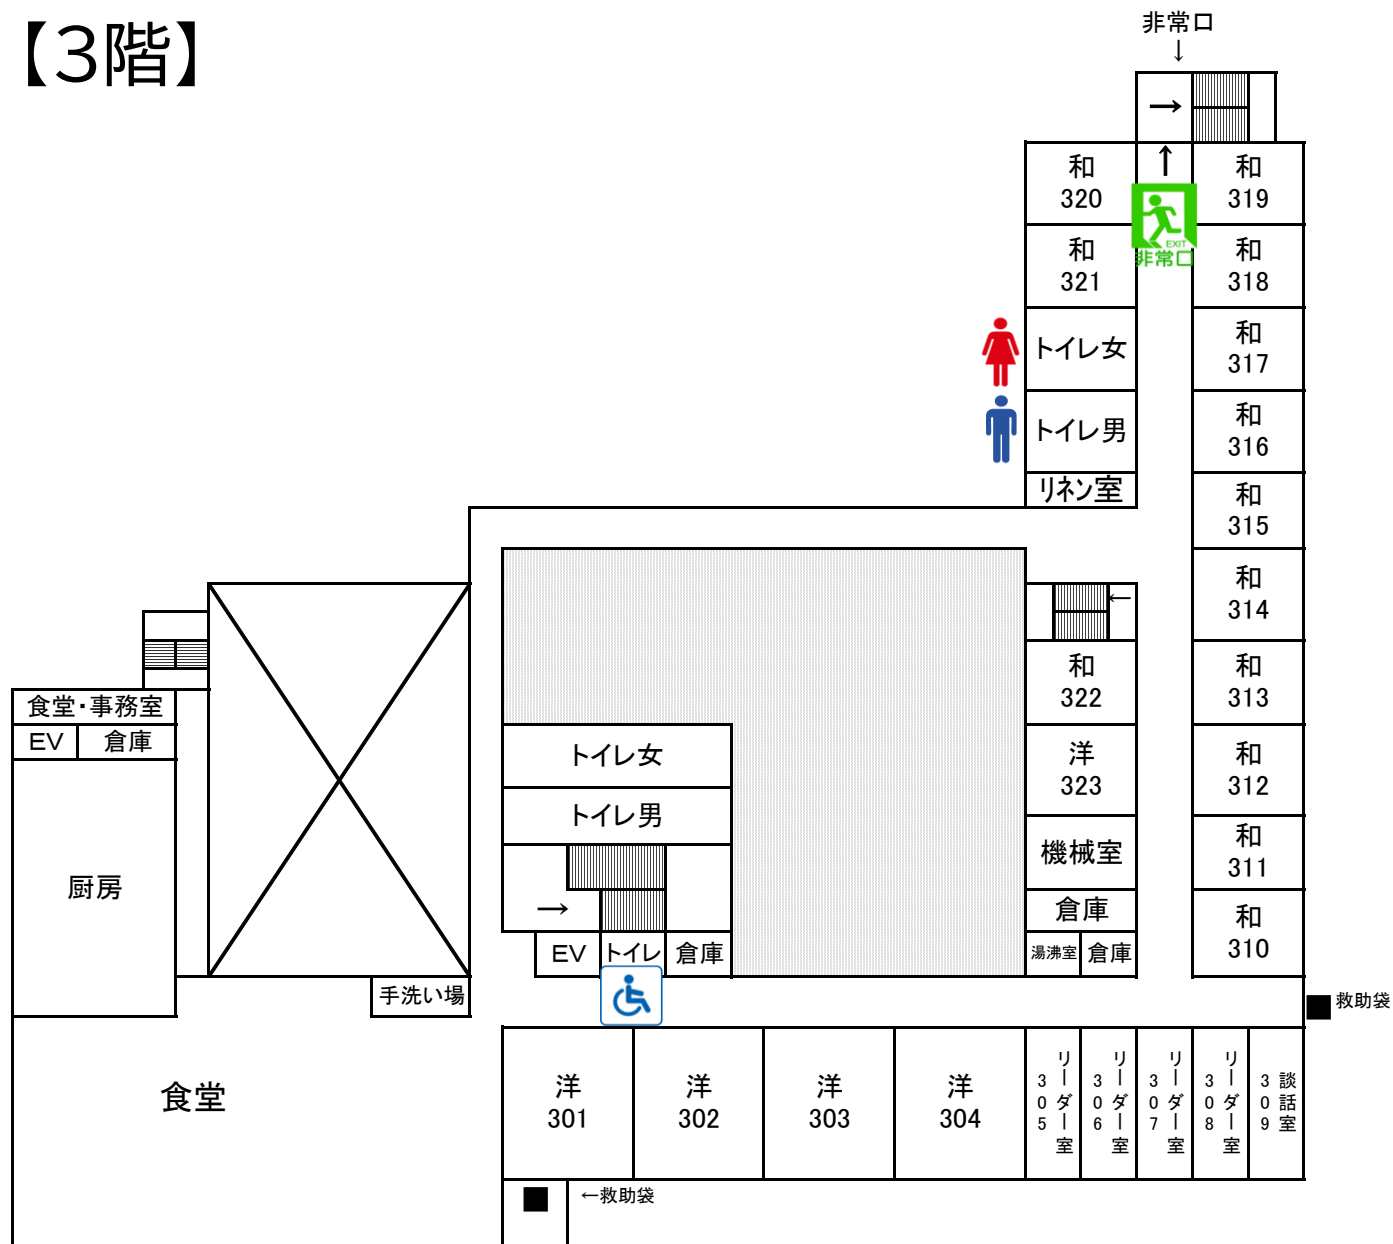 【3階】
非常口
↓
→
↑
和
320
和
319
EXIT
非常口
和
321
和
318
トイレ女
和
317
トイレ男
和
316
リネン室
和
315
和
314
←
和
322
和
313
食堂・事務室
EV
倉庫
トイレ女
洋
323
和
312
トイレ男
機械室
和
311
厨房
→
倉庫
和
310
EV
トイレ
倉庫
湯沸室
倉庫
手洗い場
救助袋
食堂
洋
301
洋
302
洋
303
洋
304
リーダー室
305
リーダー室
306
リーダー室
307
リーダー室
308
談話室
309
←救助袋